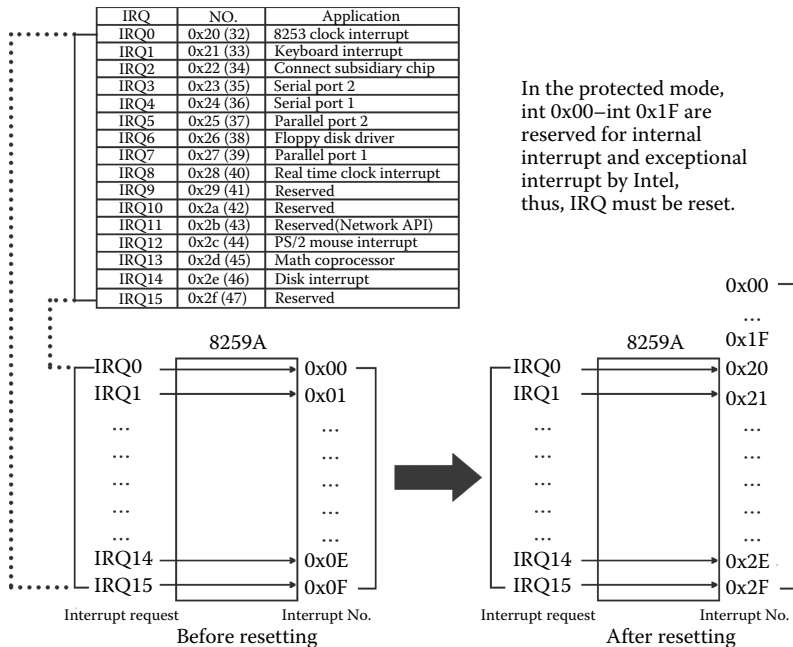 IRQ NO. Application
IRQ0 0x20 (32) 8253 clock interrupt
IRQ1 0x21 (33) Keyboard interrupt
IRQ2 0x22 (34) Connect subsidiary chip
IRQ3 0x23 (35) Serial port 2
IRQ4 0x24 (36) Serial port 1
IRQ5 0x25 (37) Parallel port 2
IRQ6 0x26 (38) Floppy disk driver
IRQ7 0x27 (39) Parallel port 1
IRQ8 0x28 (40) Real time clock interrupt
IRQ9 0x29 (41) Reserved
IRQ10 0x2a (42) Reserved
IRQ11 0x2b (43) Reserved(Network API)
IRQ12 0x2c (44) PS/2 mouse interrupt
IRQ13 0x2d (45) Math coprocessor
IRQ14 0x2e (46) Disk interrupt
IRQ15 0x2f (47) Reserved
In the protected mode,
int 0x00–int 0x1F are
reserved for internal
interrupt and exceptional
interrupt by Intel,
thus, IRQ must be reset.
8259A
IRQ0 0x00
IRQ1 0x01
... ...
... ...
... ...
... ...
IRQ14 0x0E
IRQ15 0x0F
Interrupt request Interrupt No.
Before resetting
0x00
...
8259A 0x1F
IRQ0 0x20
IRQ1 0x21
... ...
... ...
... ...
... ...
IRQ14 0x2E
IRQ15 0x2F
Interrupt request Interrupt No.
After resetting